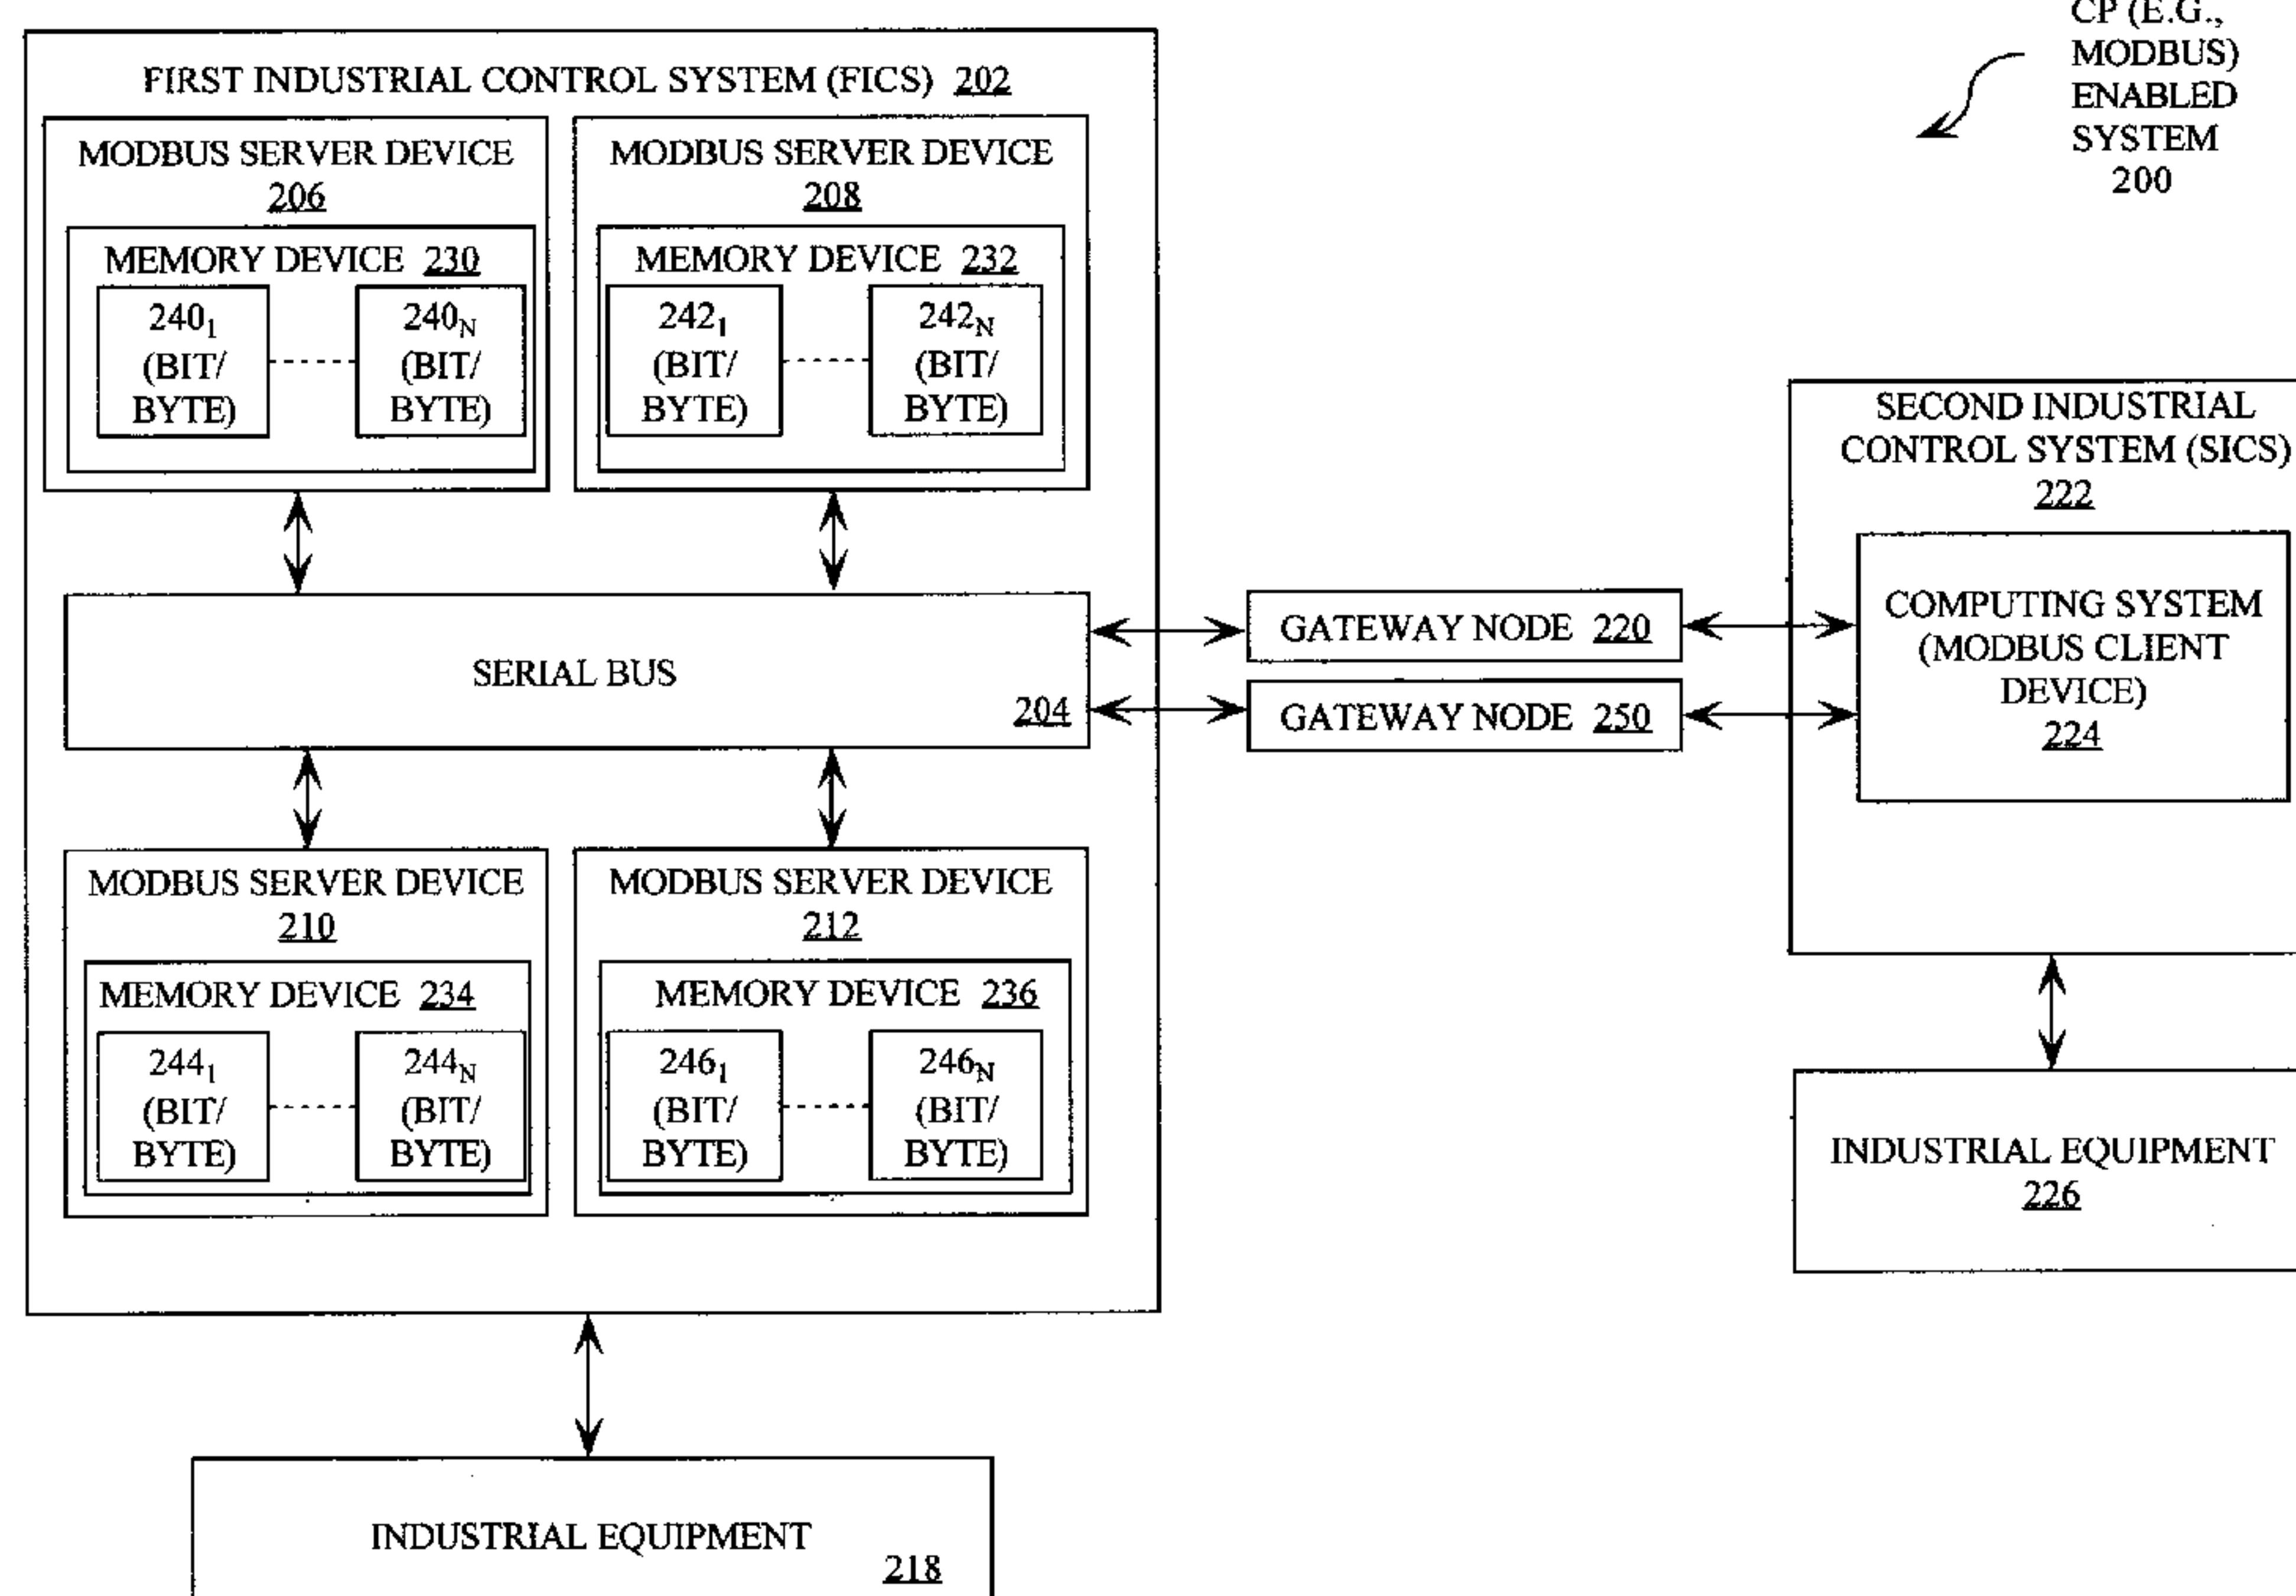 CP (E.G.,
MODBUS)
ENABLED
SYSTEM
200
FIRST INDUSTRIAL CONTROL SYSTEM (FICS) 202
MODBUS SERVER DEVICE
206
MEMORY DEVICE 230
240₁
(BIT/
BYTE)
240N
(BIT/
BYTE)
MODBUS SERVER DEVICE
208
MEMORY DEVICE 232
242₁
(BIT/
BYTE)
242N
(BIT/
BYTE)
SERIAL BUS
204
MODBUS SERVER DEVICE
210
MEMORY DEVICE 234
244₁
(BIT/
BYTE)
244N
(BIT/
BYTE)
MODBUS SERVER DEVICE
212
MEMORY DEVICE 236
246₁
(BIT/
BYTE)
246N
(BIT/
BYTE)
GATEWAY NODE 220
GATEWAY NODE 250
SECOND INDUSTRIAL
CONTROL SYSTEM (SICS)
222
COMPUTING SYSTEM
(MODBUS CLIENT
DEVICE)
224
INDUSTRIAL EQUIPMENT
226
INDUSTRIAL EQUIPMENT
218